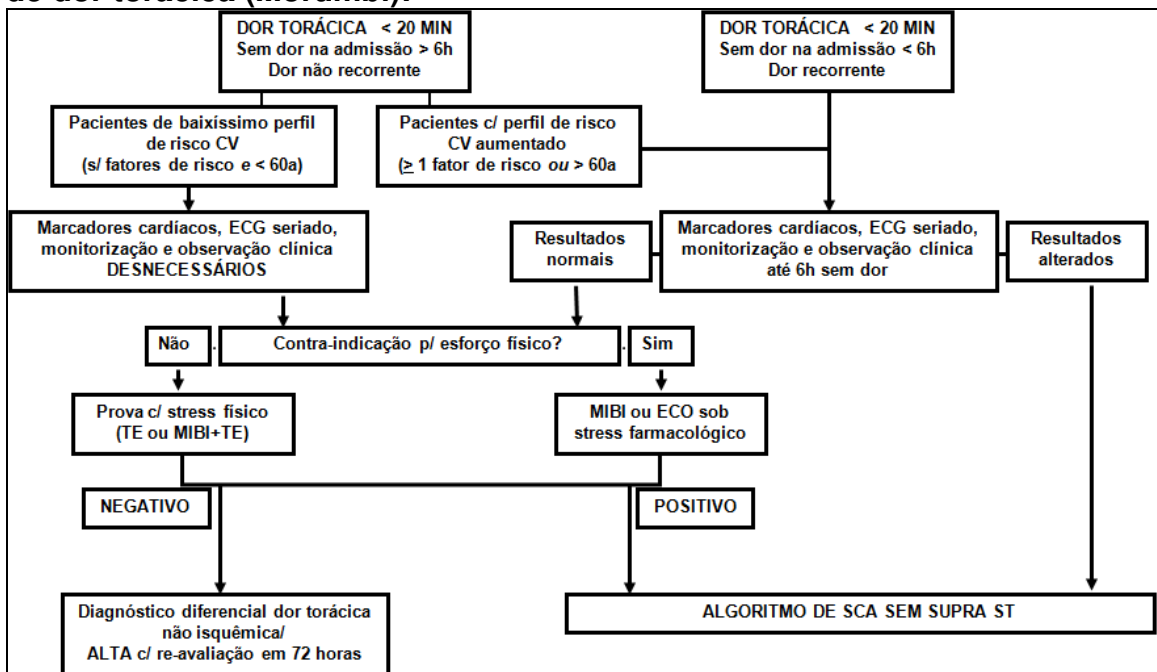 de dor torácica (Morumbi).
DOR TORÁCICA < 20 MIN
Sem dor na admissão > 6h
Dor não recorrente
DOR TORÁCICA < 20 MIN
Sem dor na admissão < 6h
Dor recorrente
Pacientes de baixíssimo perfil
de risco CV
(s/ fatores de risco e < 60a)
Pacientes c/ perfil de risco
CV aumentado
(≥ 1 fator de risco ou > 60a
Marcadores cardíacos, ECG seriado,
monitorização e observação clínica
DESNECESSÁRIOS
Resultados
normais
Marcadores cardíacos, ECG seriado,
monitorização e observação clínica
até 6h sem dor
Resultados
alterados
Não
Contra-indicação p/ esforço físico?
Sim
Prova c/ stress físico
(TE ou MIBI+TE)
MIBI ou ECO sob
stress farmacológico
NEGATIVO
POSITIVO
Diagnóstico diferencial dor torácica
não isquêmica/
ALTA c/ re-avaliação em 72 horas
ALGORITMO DE SCA SEM SUPRA ST